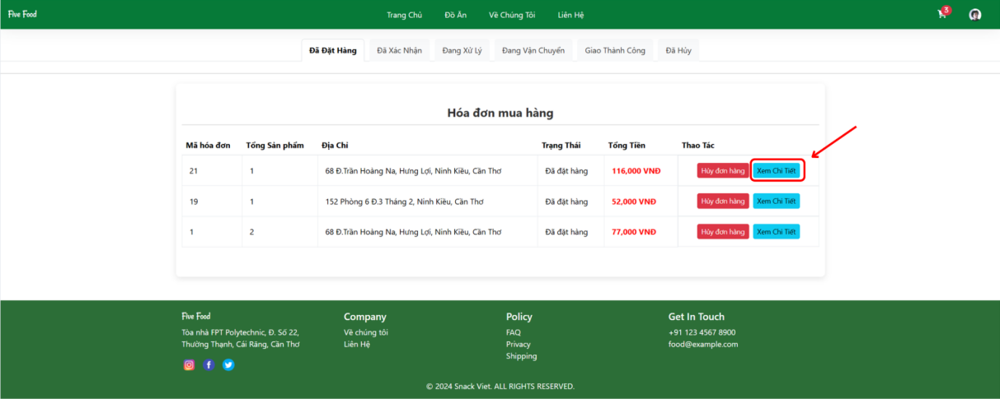 Five Food
Trang Chủ Đồ Ăn Về Chúng Tôi Liên Hệ
3
Đã Đặt Hàng Đã Xác Nhận Đang Xử Lý Đang Vận Chuyển Giao Thành Công Đã Hủy
Hóa đơn mua hàng
Mã hóa đơn Tổng Sản phẩm Địa Chỉ Trạng Thái Tổng Tiền Thao Tác
21 1 68 Đ.Trần Hoàng Na, Hưng Lợi, Ninh Kiều, Cần Thơ Đã đặt hàng 116,000 VNĐ Hủy đơn hàng Xem Chi Tiết
19 1 152 Phòng 6 Đ.3 Tháng 2, Ninh Kiều, Cần Thơ Đã đặt hàng 52,000 VNĐ Hủy đơn hàng Xem Chi Tiết
1 2 68 Đ.Trần Hoàng Na, Hưng Lợi, Ninh Kiều, Cần Thơ Đã đặt hàng 77,000 VNĐ Hủy đơn hàng Xem Chi Tiết
Five Food
Tòa nhà FPT Polytechnic, Đ. Số 22,
Thường Thạnh, Cái Răng, Cần Thơ
Company
Về chúng tôi
Liên Hệ
Policy
FAQ
Privacy
Shipping
Get In Touch
+91 123 4567 8900
food@example.com
© 2024 Snack Viet. ALL RIGHTS RESERVED.